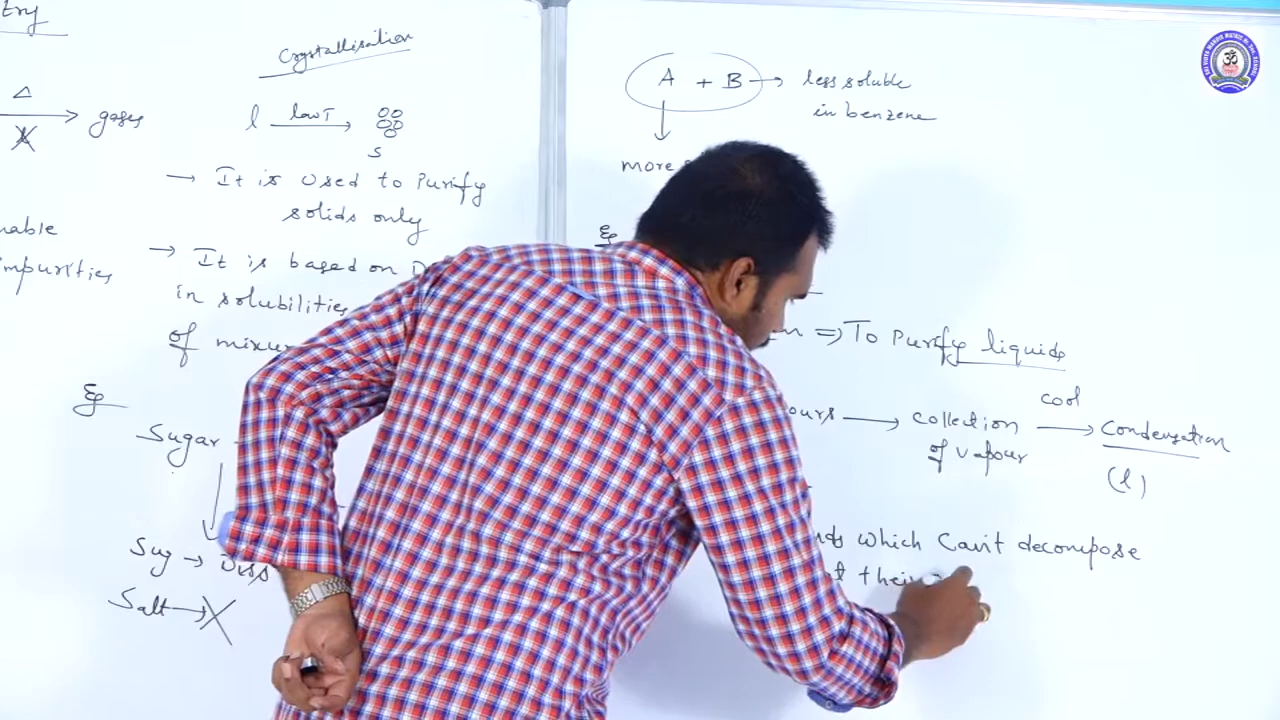 try
Δ
gases
nable
impurities
Crystallisation
l low T
s
→ It is used to Purify
solids only
→ It is based on
in solubilities
of
Eg
Sugar
Sug → Diss
Salt → X
A + B → less soluble
in benzene
more
Eg
⇒ To Purify liquids
ours → collection
of vapour
cool
→ Condensation
(l)
nds which Can't decompose
at their